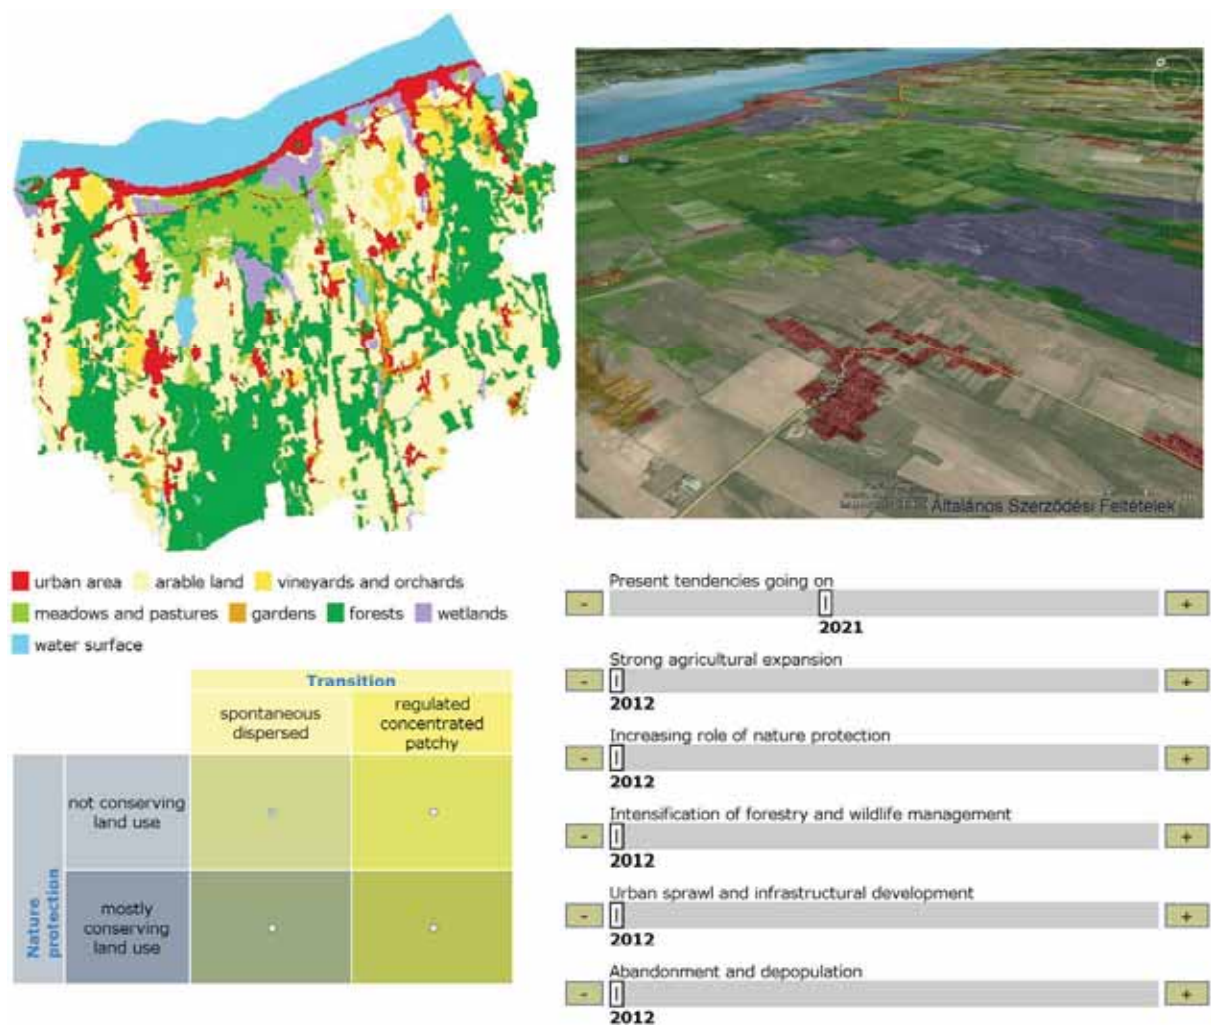 Általános Szerződési Feltételek
urban area arable land vineyards and orchards
meadows and pastures gardens forests wetlands
water surface
Transition
spontaneous
dispersed
regulated
concentrated
patchy
Nature
protection
not conserving
land use
mostly
conserving
land use
Present tendencies going on
- +
2021
Strong agricultural expansion
- +
2012
Increasing role of nature protection
- +
2012
Intensification of forestry and wildlife management
- +
2012
Urban sprawl and infrastructural development
- +
2012
Abandonment and depopulation
- +
2012